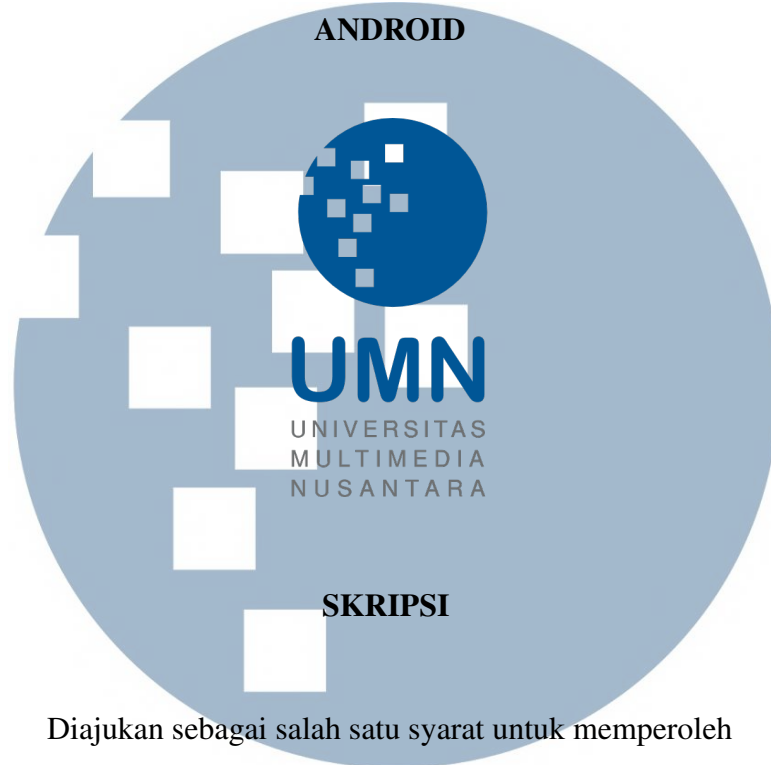 ANDROID
UMN
UNIVERSITAS
MULTIMEDIA
NUSANTARA
SKRIPSI
Diajukan sebagai salah satu syarat untuk memperoleh